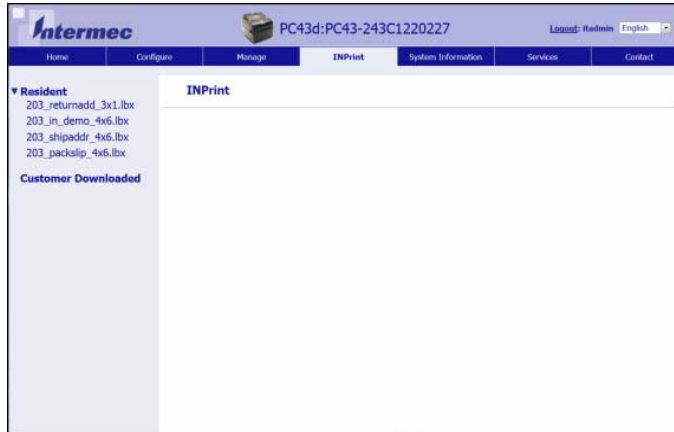 Intermec
PC43d:PC43-243C1220227
Logout: itadmin English
Home Configure Manage INPrint System Information Services Contact
Resident
203_returnadd_3x1.lbx
203_in_demo_4x6.lbx
203_shipaddr_4x6.lbx
203_packslip_4x6.lbx
Customer Downloaded
INPrint